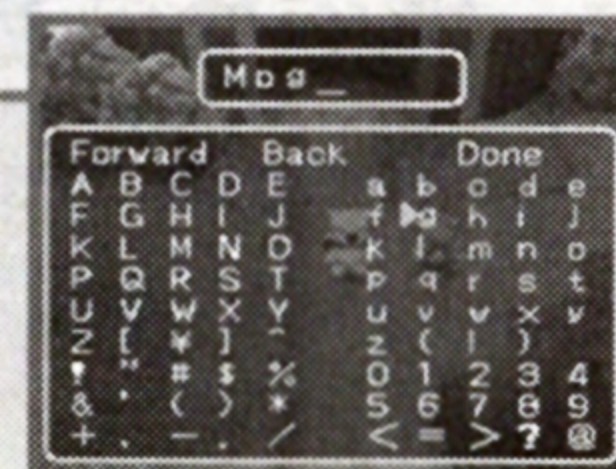 Mog_
Forward Back Done
A B C D E a b c d e
F G H I J f g h i j
K L M N O k l m n o
P Q R S T p q r s t
U V W X Y u v w x y
Z [ ¥ ] ^ z { | }
! " # $ % 0 1 2 3 4
& ' ( ) * 5 6 7 8 9
+ , - . / < = > ? @